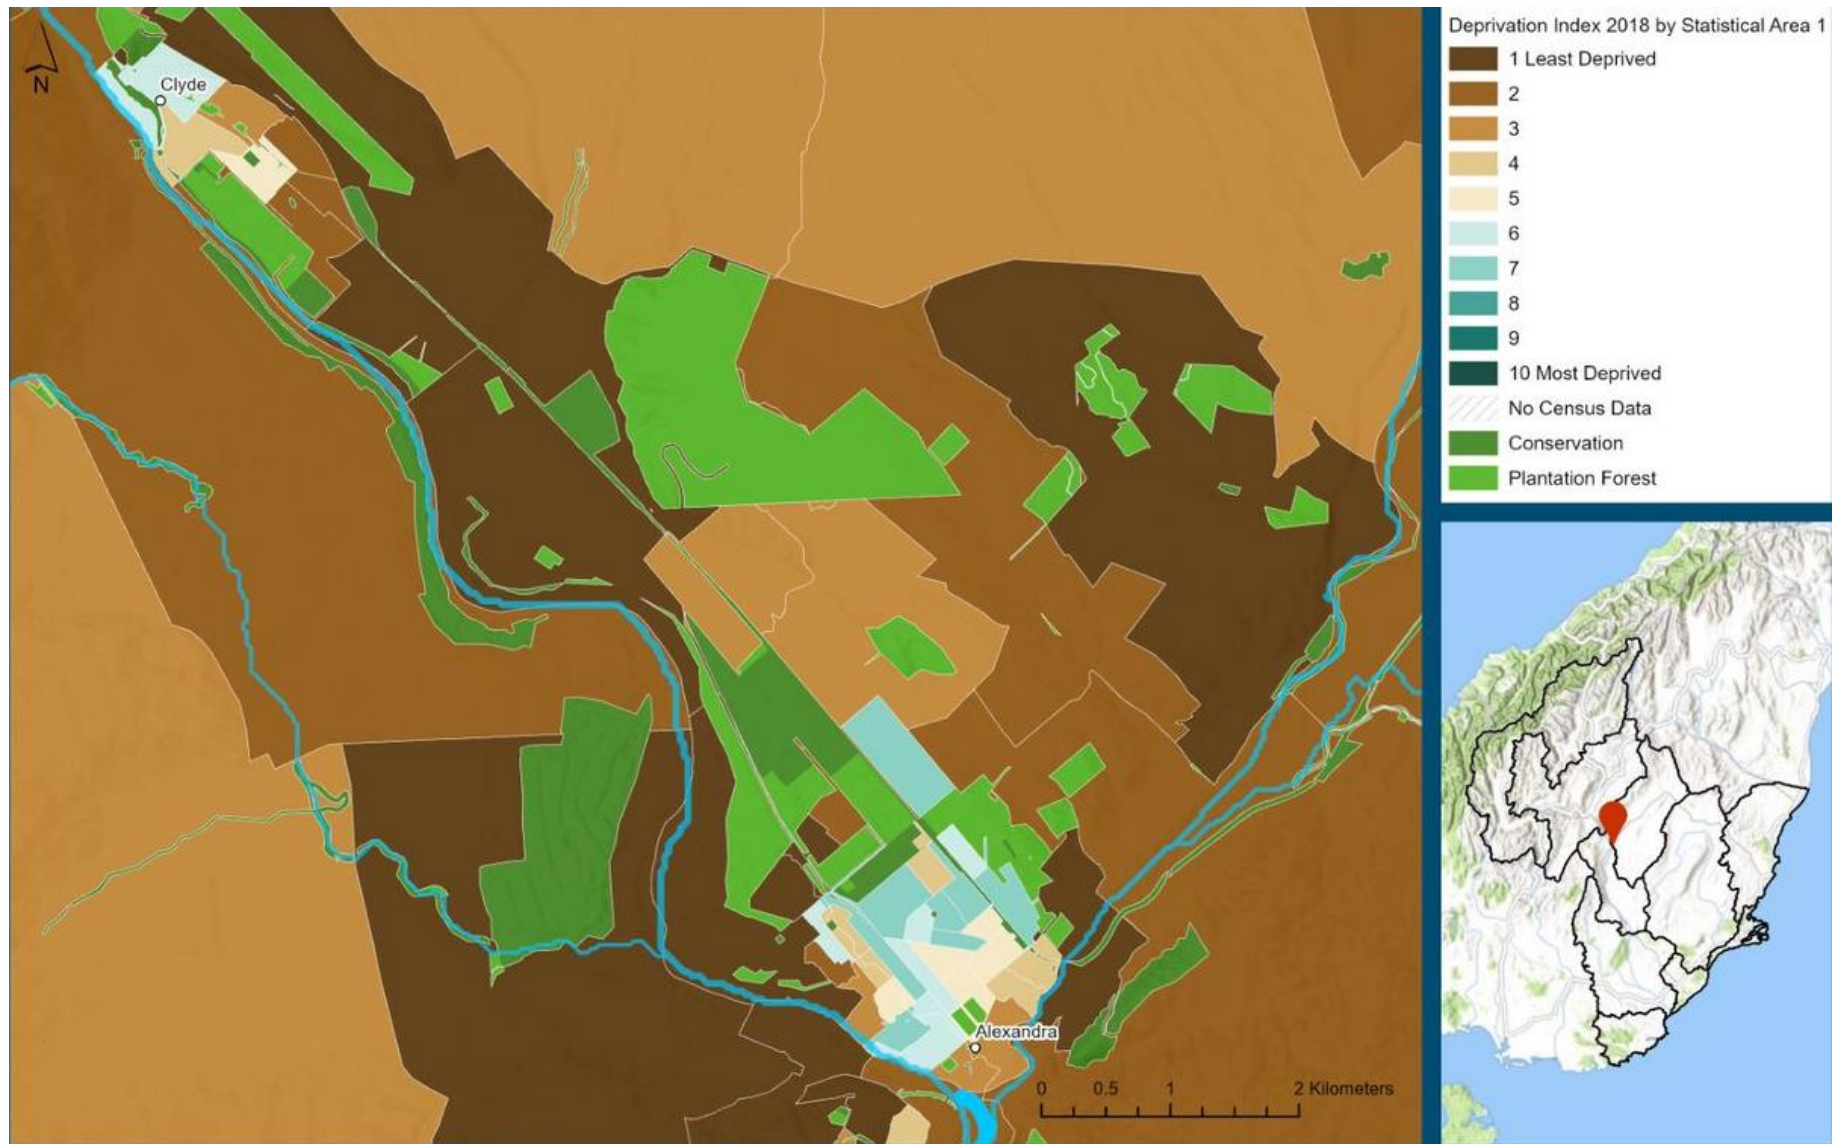 N
Clyde
Alexandra
0 0.5 1 2 Kilometers
Deprivation Index 2018 by Statistical Area 1
1 Least Deprived
2
3
4
5
6
7
8
9
10 Most Deprived
No Census Data
Conservation
Plantation Forest